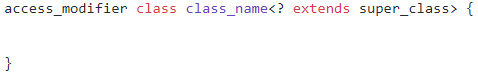 access_modifier class class_name<? extends super_class> {
}